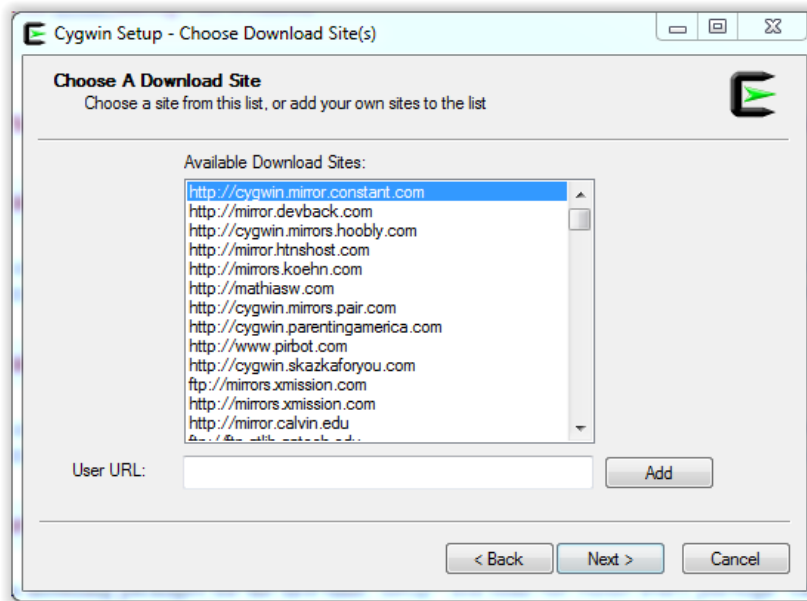 Cygwin Setup - Choose Download Site(s)
Choose A Download Site
Choose a site from this list, or add your own sites to the list
Available Download Sites:
http://cygwin.mirror.constant.com
http://mirror.devback.com
http://cygwin.mirrors.hoobly.com
http://mirror.htnshost.com
http://mirrors.koehn.com
http://mathiasw.com
http://cygwin.mirrors.pair.com
http://cygwin.parentingamerica.com
http://www.pirbot.com
http://cygwin.skazkaforyou.com
ftp://mirrors.xmission.com
http://mirrors.xmission.com
http://mirror.calvin.edu
User URL:
Add
< Back
Next >
Cancel